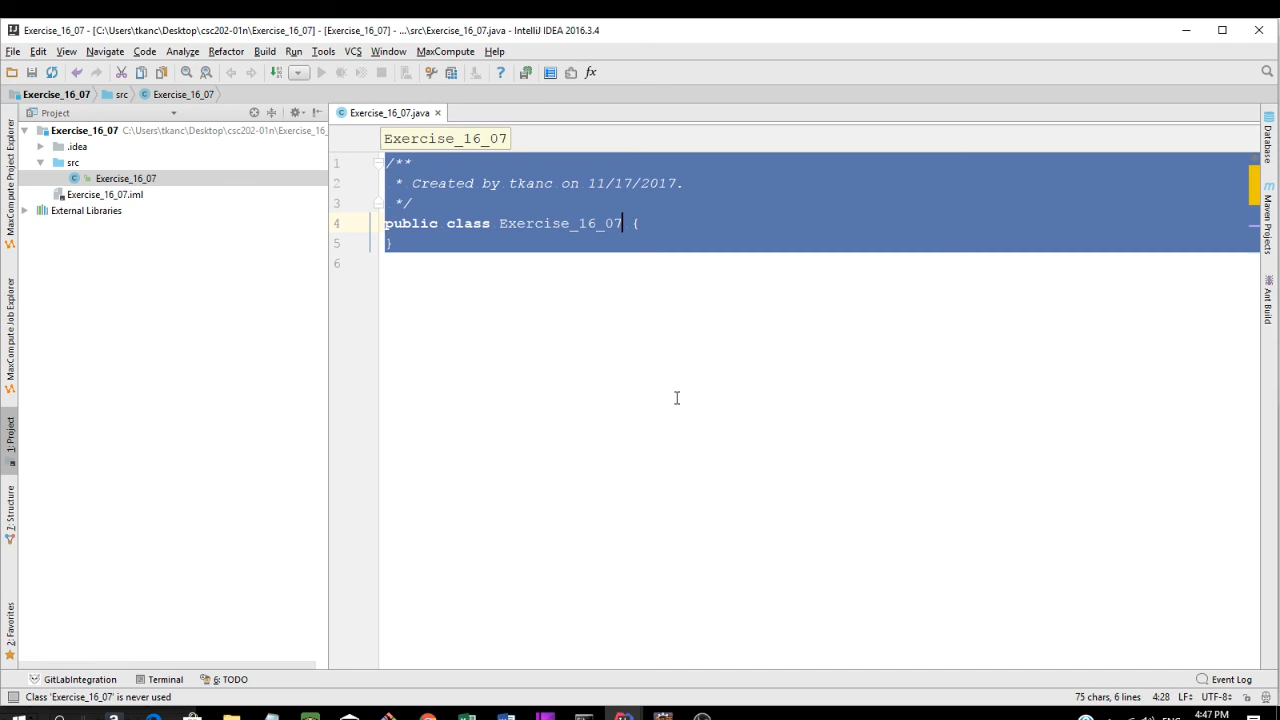 Exercise_16_07 - [C:\Users\tkanc\Desktop\csc202-01n\Exercise_16_07] - [Exercise_16_07] - ...\src\Exercise_16_07.java - IntelliJ IDEA 2016.3.4
File Edit View Navigate Code Analyze Refactor Build Run Tools VCS Window MaxCompute Help
Exercise_16_07 src Exercise_16_07
Project
Exercise_16_07.java
Exercise_16_07 C:\Users\tkanc\Desktop\csc202-01n\Exercise_16_
.idea
src
Exercise_16_07
Exercise_16_07.iml
External Libraries
Exercise_16_07
1 /**
2 * Created by tkanc on 11/17/2017.
3 */
4 public class Exercise_16_07 {
5 }
6
MaxCompute Project Explorer
MaxCompute Job Explorer
1: Project
7: Structure
2: Favorites
Database
Maven Projects
Ant Build
GitLabIntegration Terminal 6: TODO Event Log
Class 'Exercise_16_07' is never used 75 chars, 6 lines 4:28 LF÷ UTF-8÷
4:47 PM